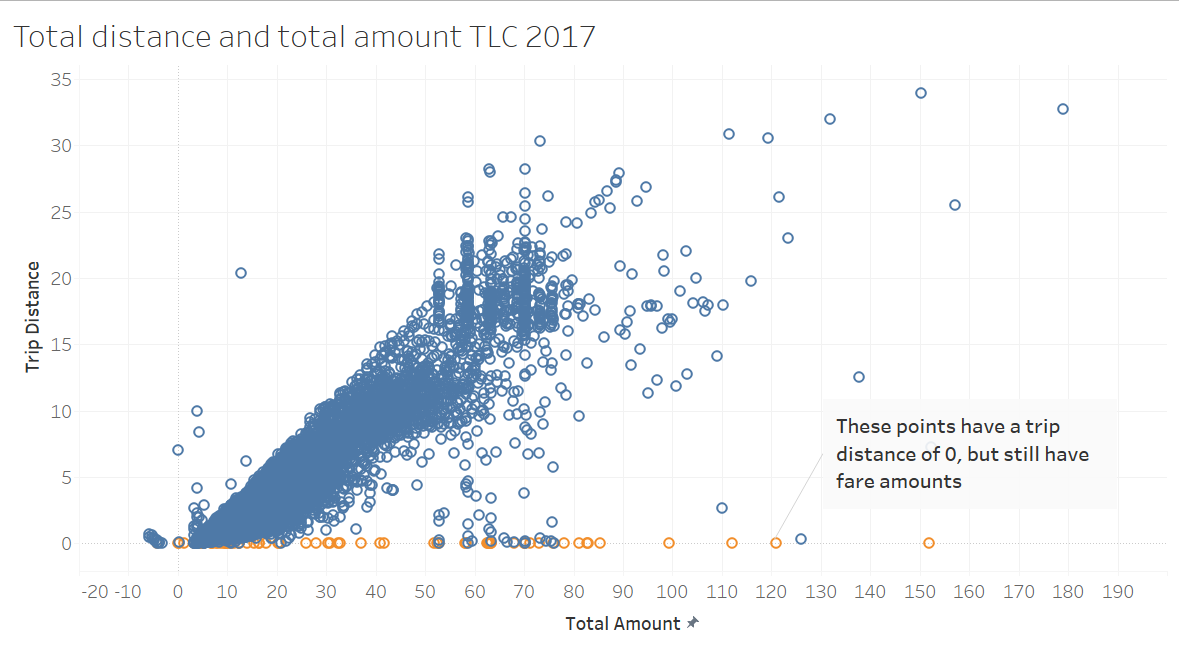 Total distance and total amount TLC 2017
35
30
25
20
15
10
5
0
Trip Distance
These points have a trip
distance of 0, but still have
fare amounts
-20 -10 0 10 20 30 40 50 60 70 80 90 100 110 120 130 140 150 160 170 180 190
Total Amount